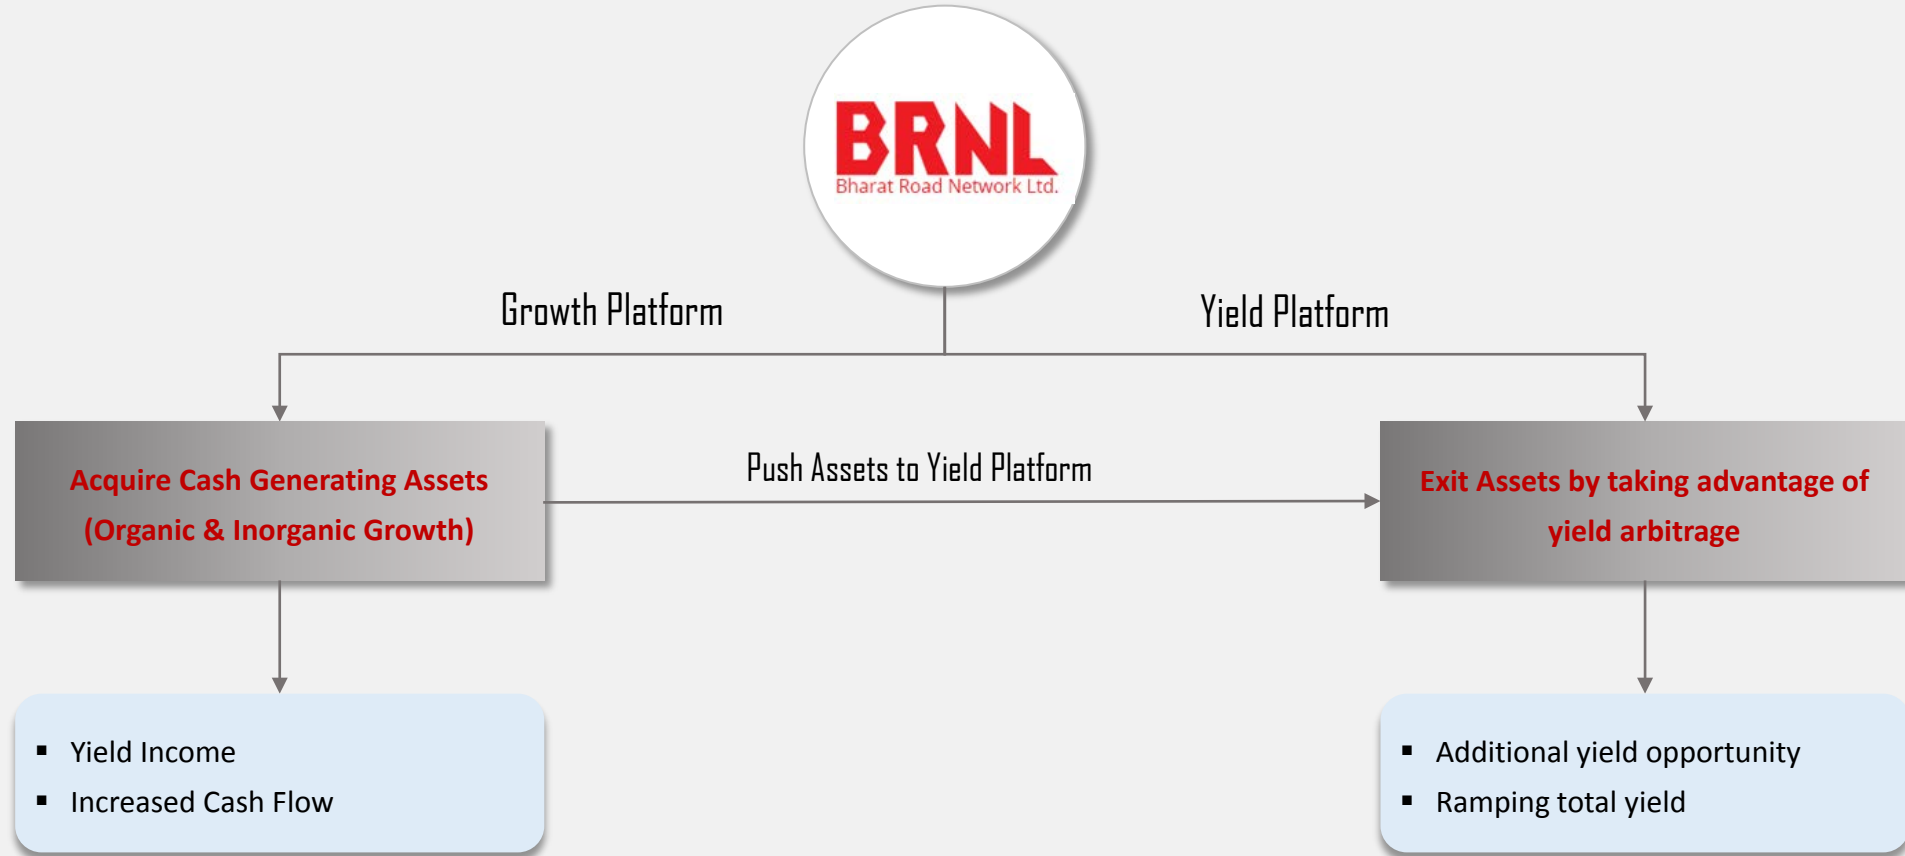 BRNL
Bharat Road Network Ltd.
Growth Platform
Yield Platform
Acquire Cash Generating Assets
(Organic & Inorganic Growth)
Push Assets to Yield Platform
Exit Assets by taking advantage of
yield arbitrage
▪ Yield Income
▪ Increased Cash Flow
▪ Additional yield opportunity
▪ Ramping total yield